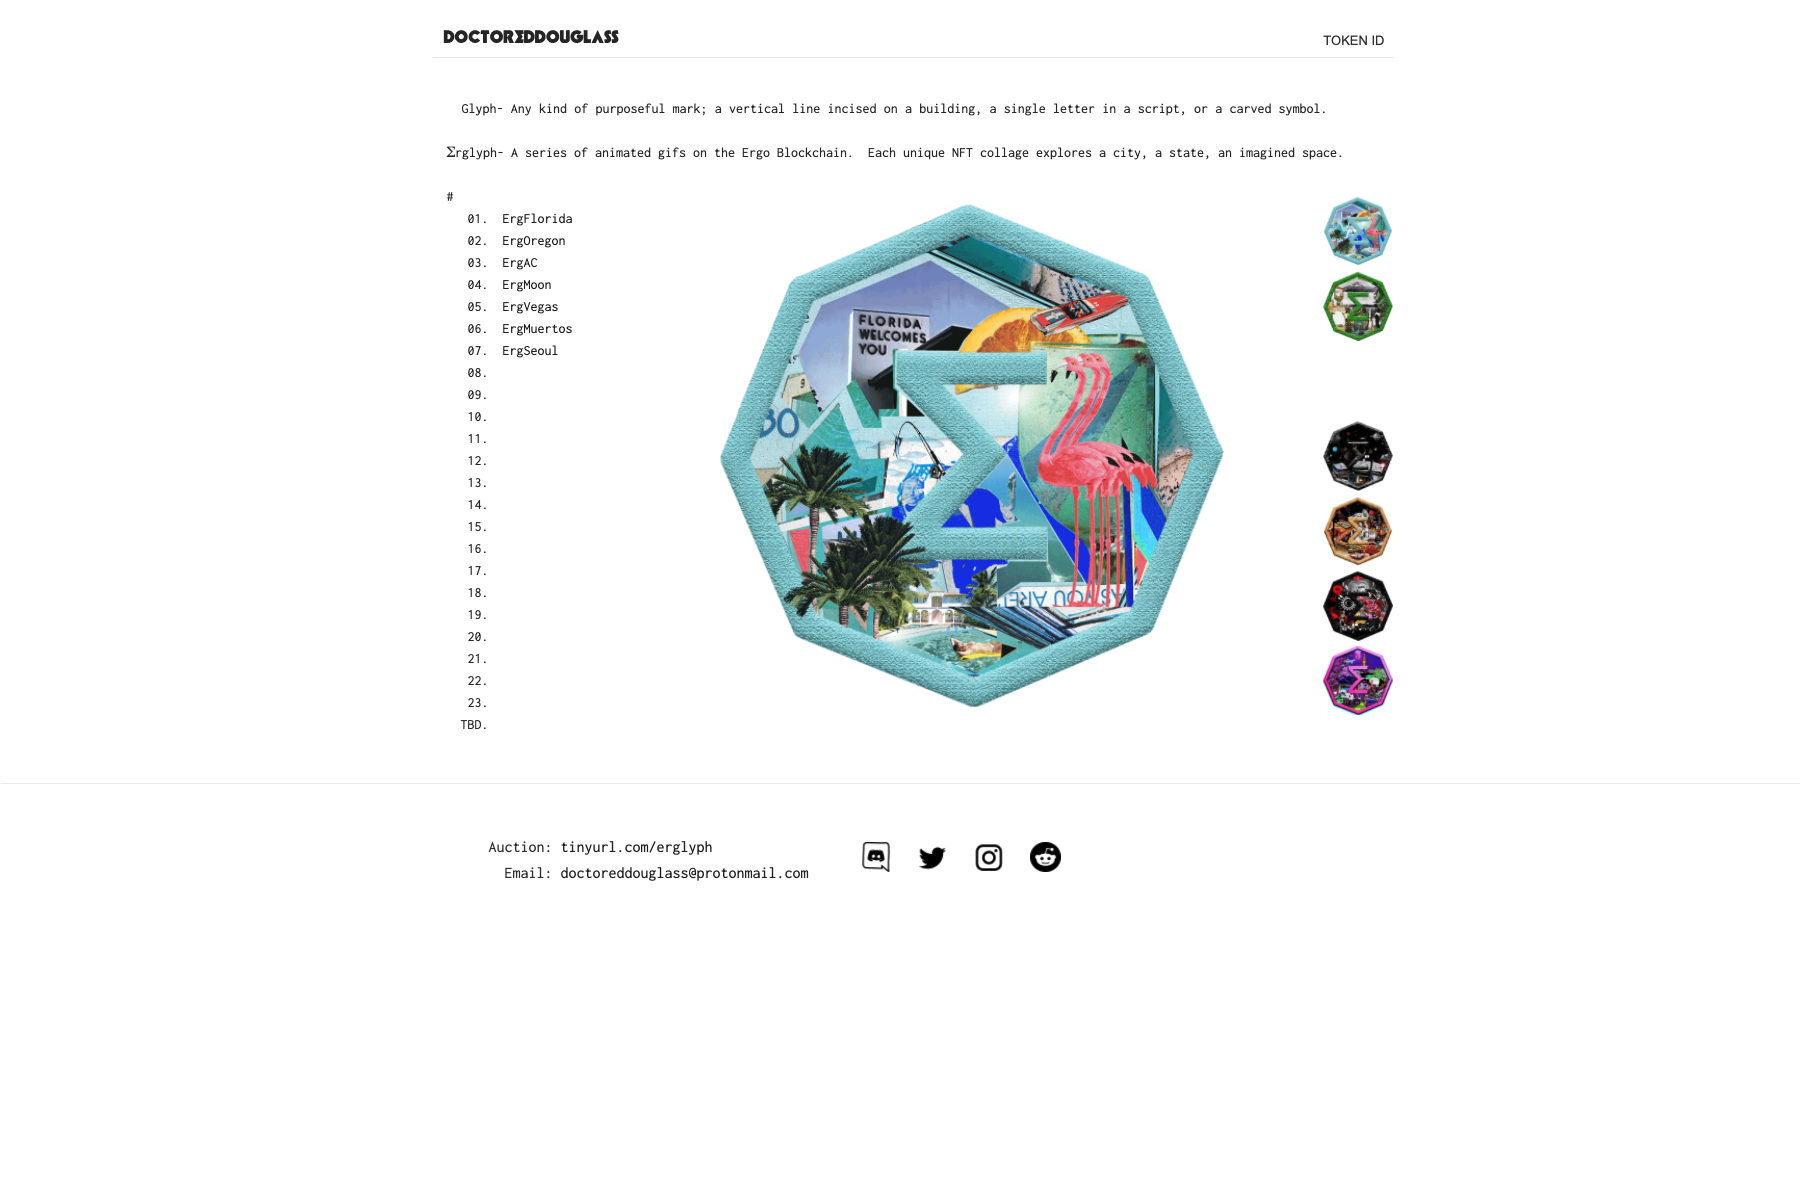 DOCTORΣDDOUGLASS
TOKEN ID
Glyph- Any kind of purposeful mark; a vertical line incised on a building, a single letter in a script, or a carved symbol.
Σrglyph- A series of animated gifs on the Ergo Blockchain.  Each unique NFT collage explores a city, a state, an imagined space.
#
01.  ErgFlorida
02.  ErgOregon
03.  ErgAC
04.  ErgMoon
05.  ErgVegas
06.  ErgMuertos
07.  ErgSeoul
08.
09.
10.
11.
12.
13.
14.
15.
16.
17.
18.
19.
20.
21.
22.
23.
TBD.
FLORIDA
WELCOMES
YOU
9
BO
Σ
AS YOU ARE!
Auction: tinyurl.com/erglyph
Email: doctoreddouglass@protonmail.com